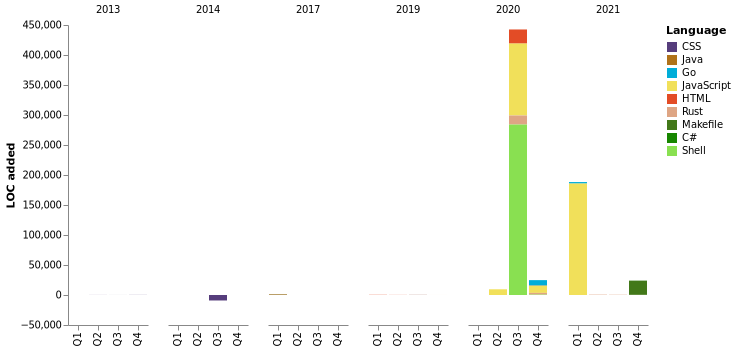 2013 2014 2017 2019 2020 2021
LOC added
450,000
400,000
350,000
300,000
250,000
200,000
150,000
100,000
50,000
0
−50,000
Q1 Q2 Q3 Q4 Q1 Q2 Q3 Q4 Q1 Q2 Q3 Q4 Q1 Q2 Q3 Q4 Q1 Q2 Q3 Q4 Q1 Q2 Q3 Q4
Language
CSS
Java
Go
JavaScript
HTML
Rust
Makefile
C#
Shell